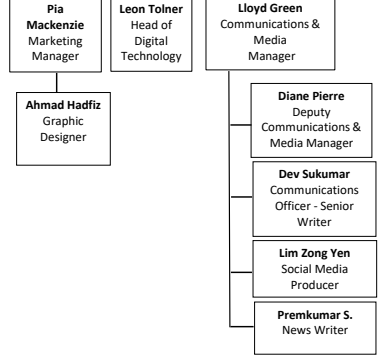 Pia
Mackenzie
Marketing
Manager
Leon Tolner
Head of
Digital
Technology
Lloyd Green
Communications &
Media
Manager
Ahmad Hadfiz
Graphic
Designer
Diane Pierre
Deputy
Communications &
Media Manager
Dev Sukumar
Communications
Officer - Senior
Writer
Lim Zong Yen
Social Media
Producer
Premkumar S.
News Writer